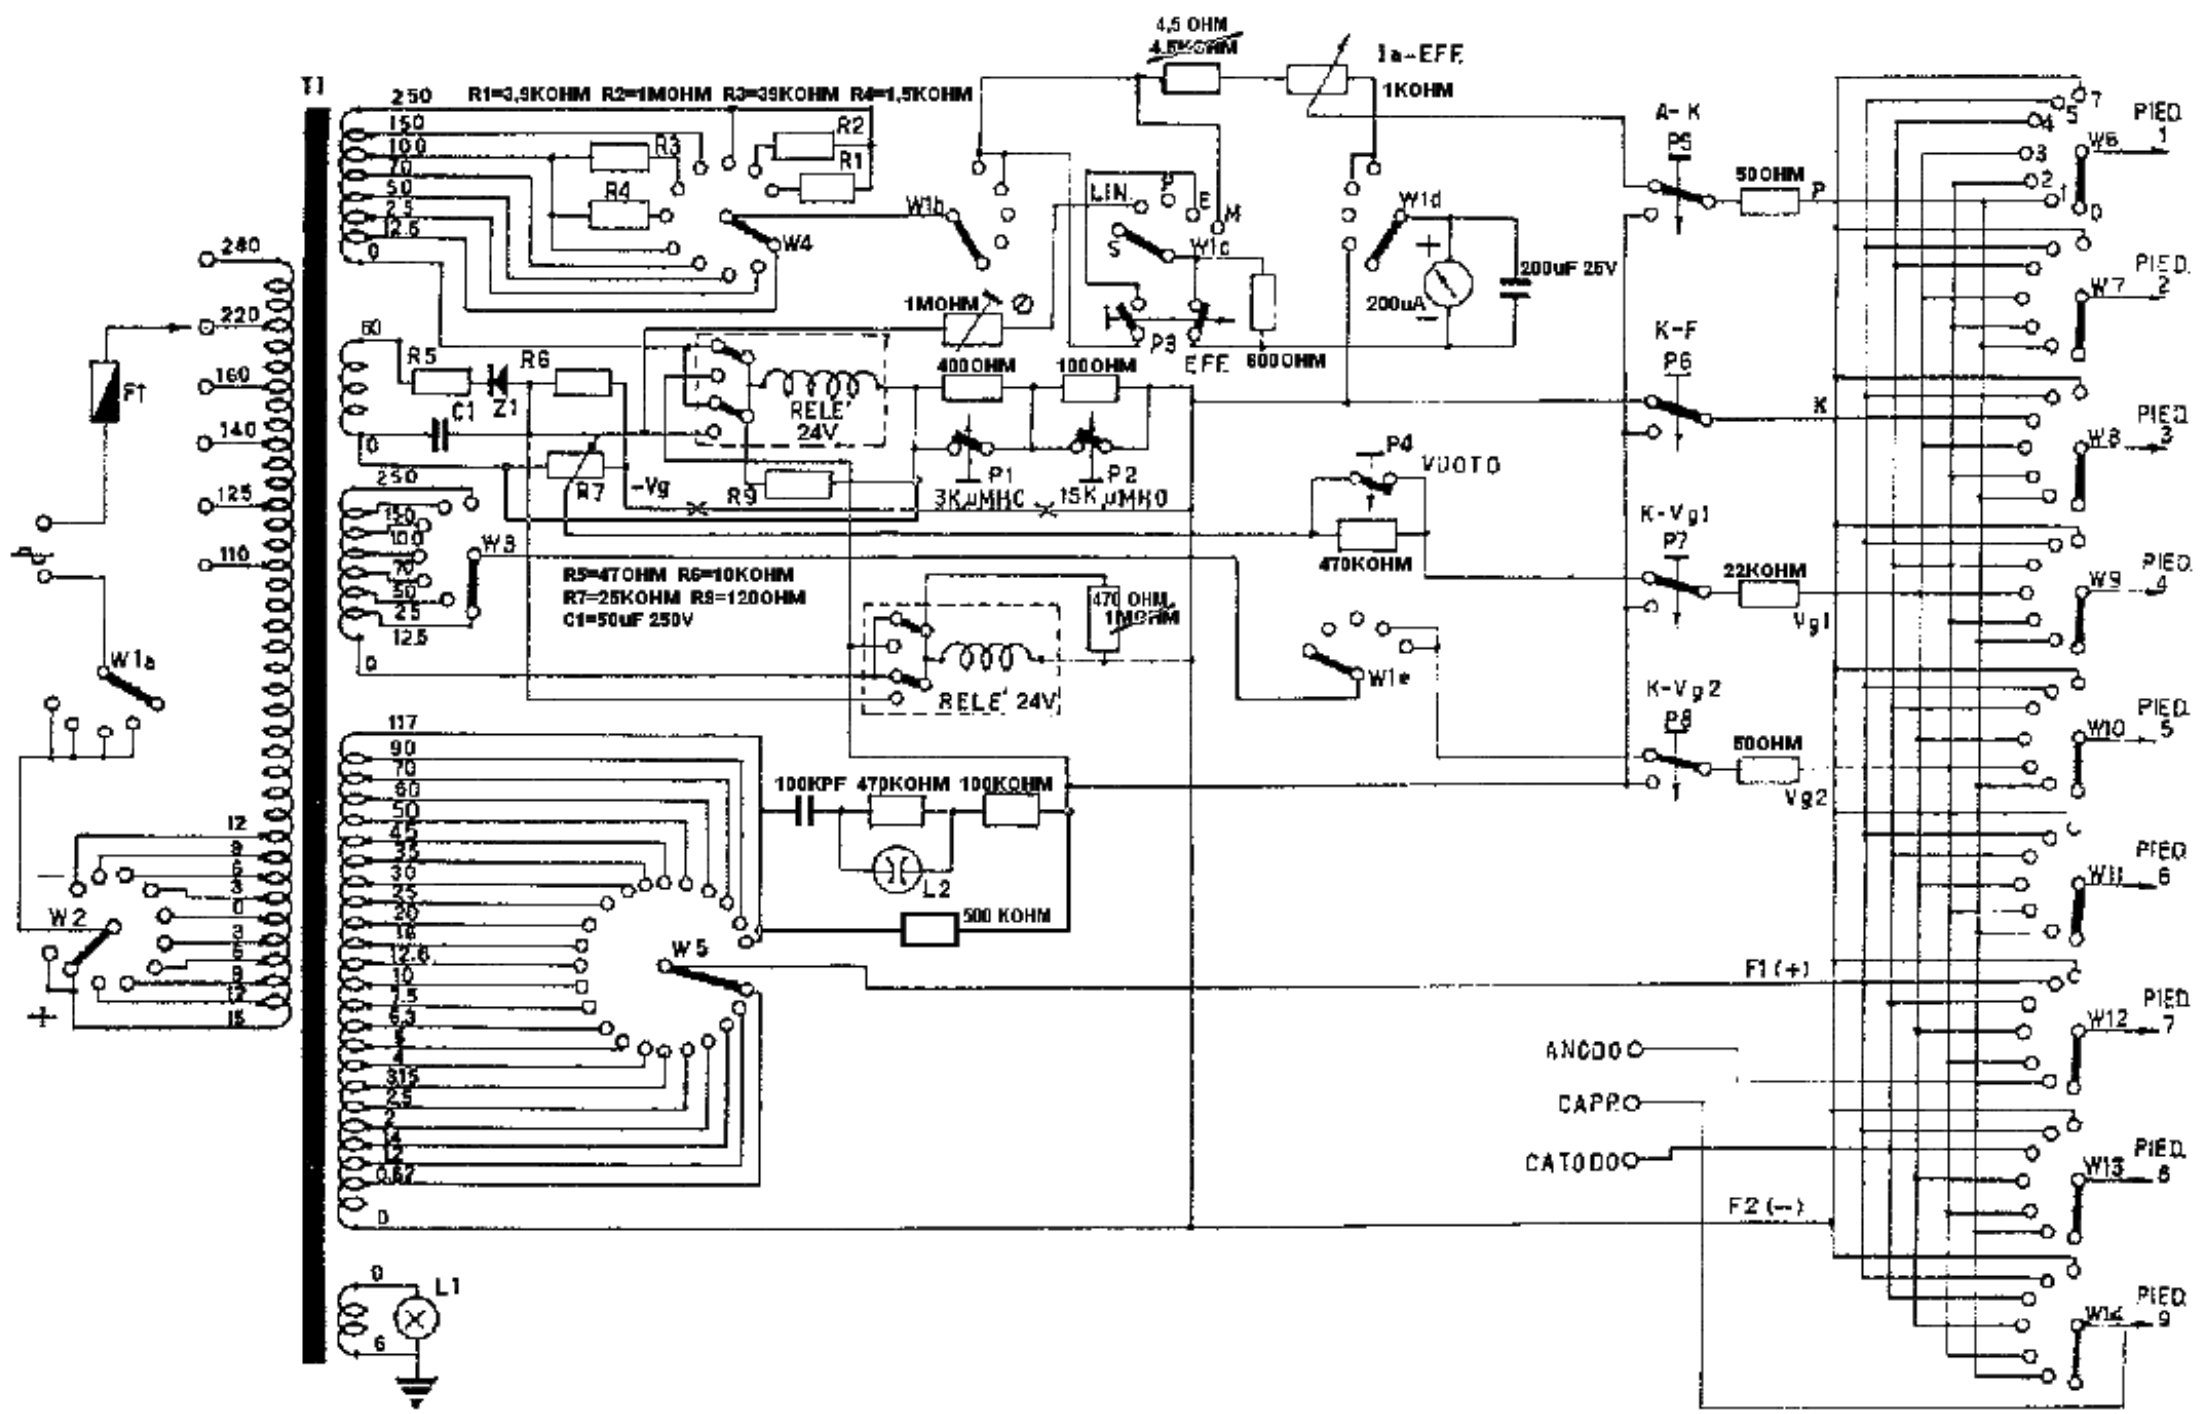 4,5 OHM
4.5KOHM
Ia-EFF.
1KOHM
T1
250
R1=3,9KOHM R2=1MOHM R3=39KOHM R4=1,5KOHM
150
100
70
50
2.5
12.5
0
R3
R4
R2
R1
W4
W1b
LIN.
P
E
M
S
W1c
W1d
+
200uA
200uF 25V
A-K
P5
50OHM
P
7
5
4
3
2
1
0
W6
PIED.
1
W7
PIED.
2
280
220
160
140
125
110
F1
60
R5
R6
C1
Z1
0
R7
-Vg
R9
RELE'
24V
1MOHM
P3
EFF.
600OHM
400OHM
100OHM
P1
3KµMHO
P2
15KµMHO
K-F
P6
K
W8
PIED.
3
P4
VUOTO
470KOHM
K-Vg1
P7
22KOHM
Vg1
W9
PIED.
4
250
150
100
70
50
25
12.5
0
W3
R5=47OHM R6=10KOHM
R7=25KOHM R9=120OHM
C1=50uF 250V
470 OHM
1MOHM
RELE' 24V
W1e
K-Vg2
P8
50OHM
Vg2
W10
PIED.
5
W1a
12
9
6
3
0
3
6
9
12
15
W2
+
117
90
70
60
50
45
35
30
25
20
18
12.6
10
7.5
6.3
5
4
3.15
2.5
2
1.4
1.2
0.62
0
W5
100KPF 470KOHM 100KOHM
L2
500 KOHM
W11
PIED.
6
F1 (+)
W12
PIED.
7
ANODO
CAPP.
CATODO
W13
PIED.
8
F2 (-)
0
L1
6
W14
PIED.
9